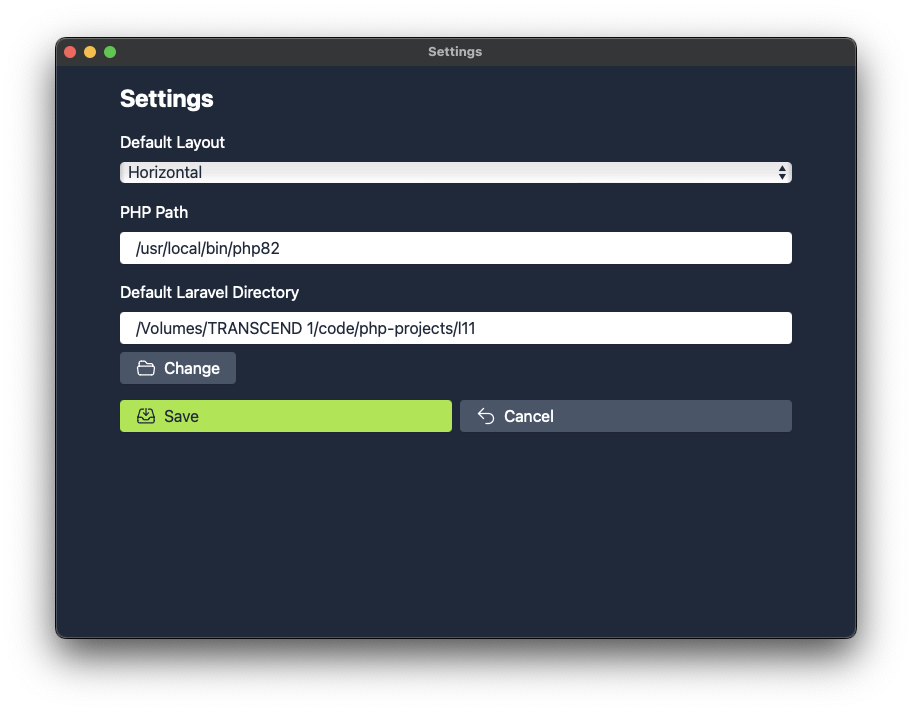 Settings
Settings
Default Layout
Horizontal
PHP Path
/usr/local/bin/php82
Default Laravel Directory
/Volumes/TRANSCEND 1/code/php-projects/l11
Change
Save Cancel